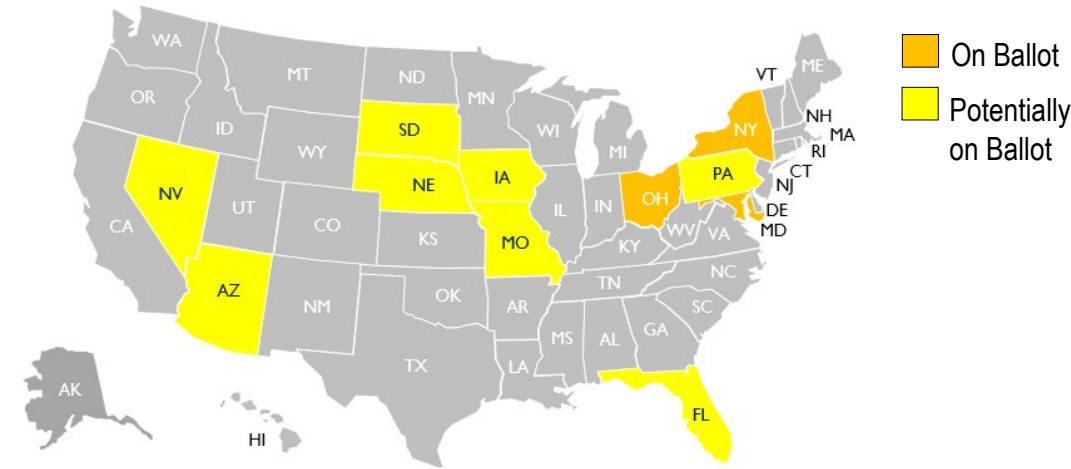 WA
MT
ND
MN
VT
ME
On Ballot
OR
ID
SD
WI
NY
NH
MA
Potentially
on Ballot
WY
MI
RI
CT
NV
NE
IA
PA
NJ
CA
UT
CO
IL
IN
OH
DE
MD
KS
MO
WV
VA
KY
AZ
NM
OK
AR
TN
NC
SC
MS
AL
GA
TX
LA
AK
FL
HI